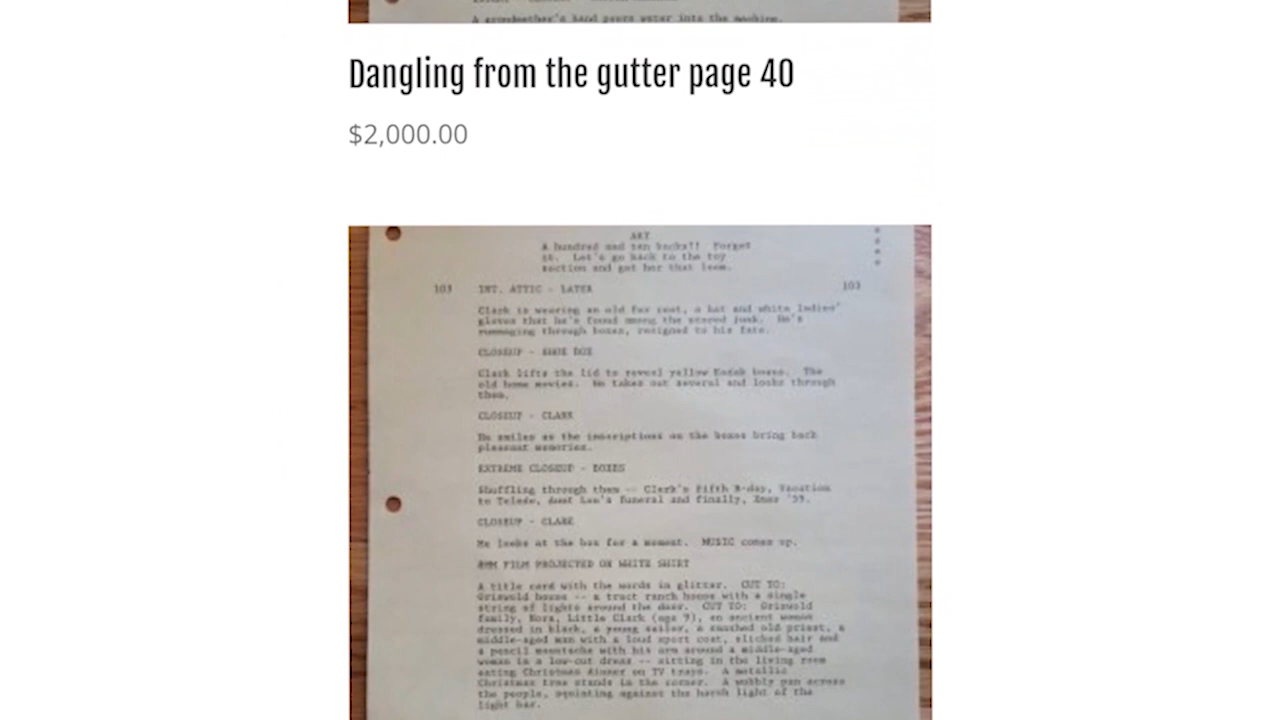 A grandmother's hand pours water into the machine.
Dangling from the gutter page 40
$2,000.00
ART
A hundred and ten bucks!! Forget
it. Let's go back to the toy
section and get her that loom.
103 INT. ATTIC - LATER 103
Clark is wearing an old fur coat, a hat and white ladies'
gloves that he's found among the stored junk. He's
rummaging through boxes, resigned to his fate.
CLOSEUP - SHOE BOX
Clark lifts the lid to reveal yellow Kodak boxes. The
old home movies. He takes out several and looks through
them.
CLOSEUP - CLARK
He smiles as the inscriptions on the boxes bring back
pleasant memories.
EXTREME CLOSEUP - BOXES
Shuffling through them -- Clark's Fifth B-day, Vacation
to Toledo, Aunt Lou's funeral and finally, Xmas '59.
CLOSEUP - CLARK
He looks at the box for a moment. MUSIC comes up.
8MM FILM PROJECTED ON WHITE SHIRT
A title card with the words in glitter. CUT TO:
Griswold house -- a tract ranch house with a single
string of lights around the door. CUT TO: Griswold
family, Nora, Little Clark (age 9), an ancient woman
dressed in black, a young sailor, a smashed old priest, a
middle-aged man with a loud sport coat, slicked hair and
a pencil moustache with his arm around a middle-aged
woman in a low-cut dress -- sitting in the living room
eating Christmas dinner on TV trays. A metallic
Christmas tree stands in the corner. A wobbly pan across
the people, squinting against the harsh light of the
light bar.